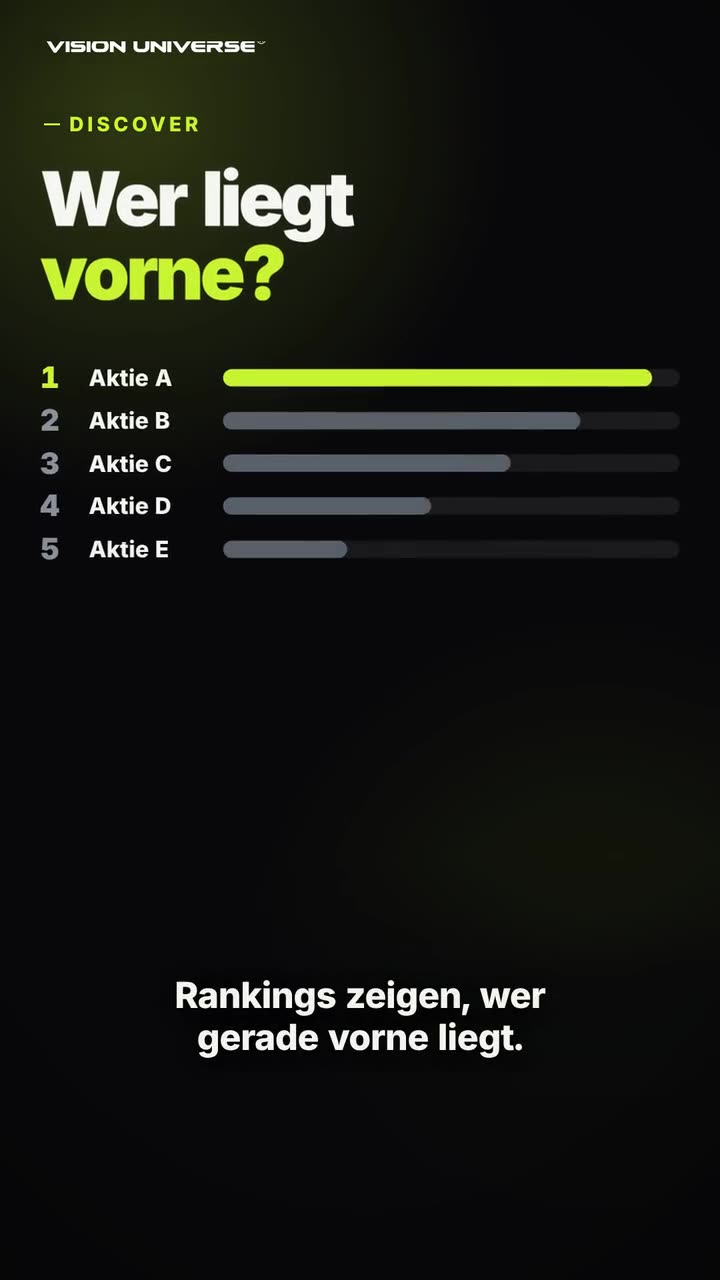 VISION UNIVERSE
— DISCOVER
Wer liegt
vorne?
1 Aktie A
2 Aktie B
3 Aktie C
4 Aktie D
5 Aktie E
Rankings zeigen, wer
gerade vorne liegt.